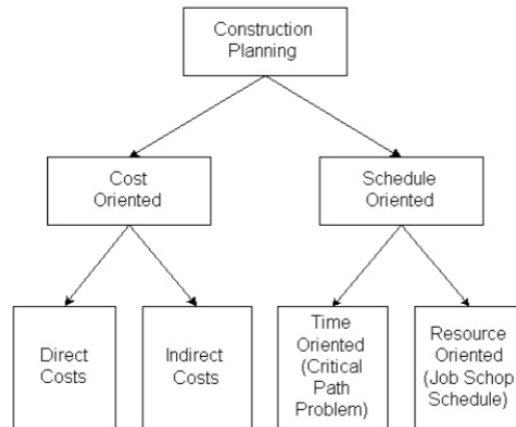 Construction
Planning
Cost
Oriented
Schedule
Oriented
Direct
Costs
Indirect
Costs
Time
Oriented
(Critical
Path
Problem)
Resource
Oriented
(Job Schop
Schedule)